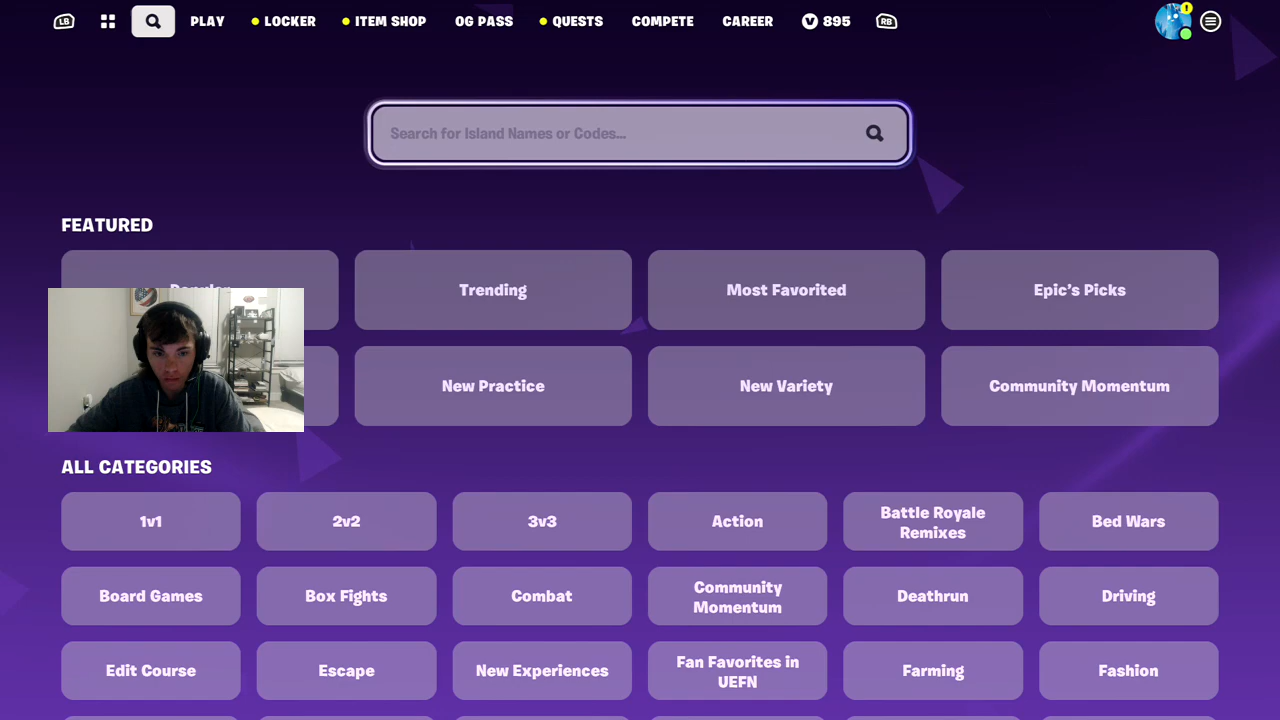 LB PLAY LOCKER ITEM SHOP OG PASS QUESTS COMPETE CAREER V 895 RB !
Search for Island Names or Codes...
FEATURED
Trending Most Favorited Epic's Picks
New Practice New Variety Community Momentum
ALL CATEGORIES
1v1 2v2 3v3 Action Battle Royale Remixes Bed Wars
Board Games Box Fights Combat Community Momentum Deathrun Driving
Edit Course Escape New Experiences Fan Favorites in UEFN Farming Fashion